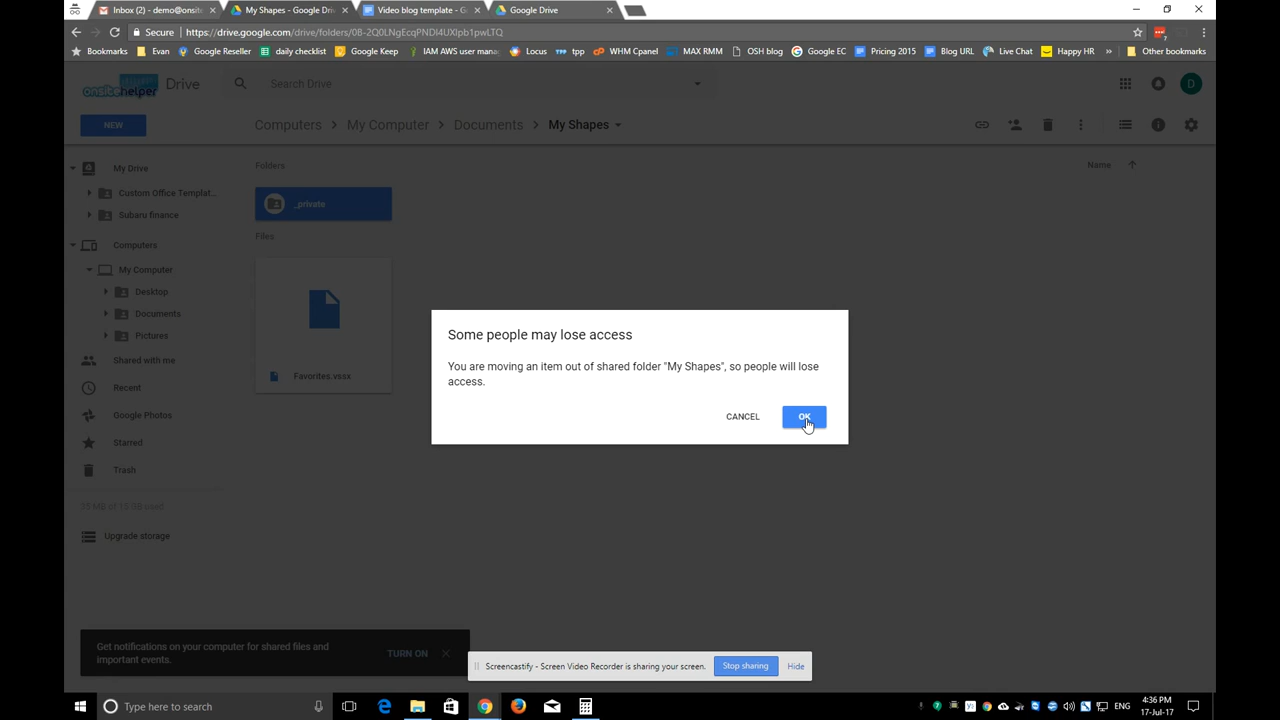 Inbox (2) - demo@onsite
My Shapes - Google Driv
Video blog template - G
Google Drive
Secure
https://drive.google.com/drive/folders/0B-2Q0LNgEcqPNDI4UXlpb1pwLTQ
Bookmarks
Evan
Google Reseller
daily checklist
Google Keep
IAM AWS user mana
Locus
tpp
WHM Cpanel
MAX RMM
OSH blog
Google EC
Pricing 2015
Blog URL
Live Chat
Happy HR
»
Other bookmarks
onsitehelper
Drive
Search Drive
D
NEW
Computers > My Computer > Documents > My Shapes
My Drive
Custom Office Templat...
Subaru finance
Computers
My Computer
Desktop
Documents
Pictures
Shared with me
Recent
Google Photos
Starred
Trash
Upgrade storage
Folders
Name
_private
Files
Favorites.vssx
Some people may lose access
You are moving an item out of shared folder "My Shapes", so people will lose
access.
CANCEL
OK
Get notifications on your computer for shared files and
important events.
TURN ON
Screencastify - Screen Video Recorder is sharing your screen.
Stop sharing
Hide
Type here to search
ENG
4:36 PM
17-Jul-17